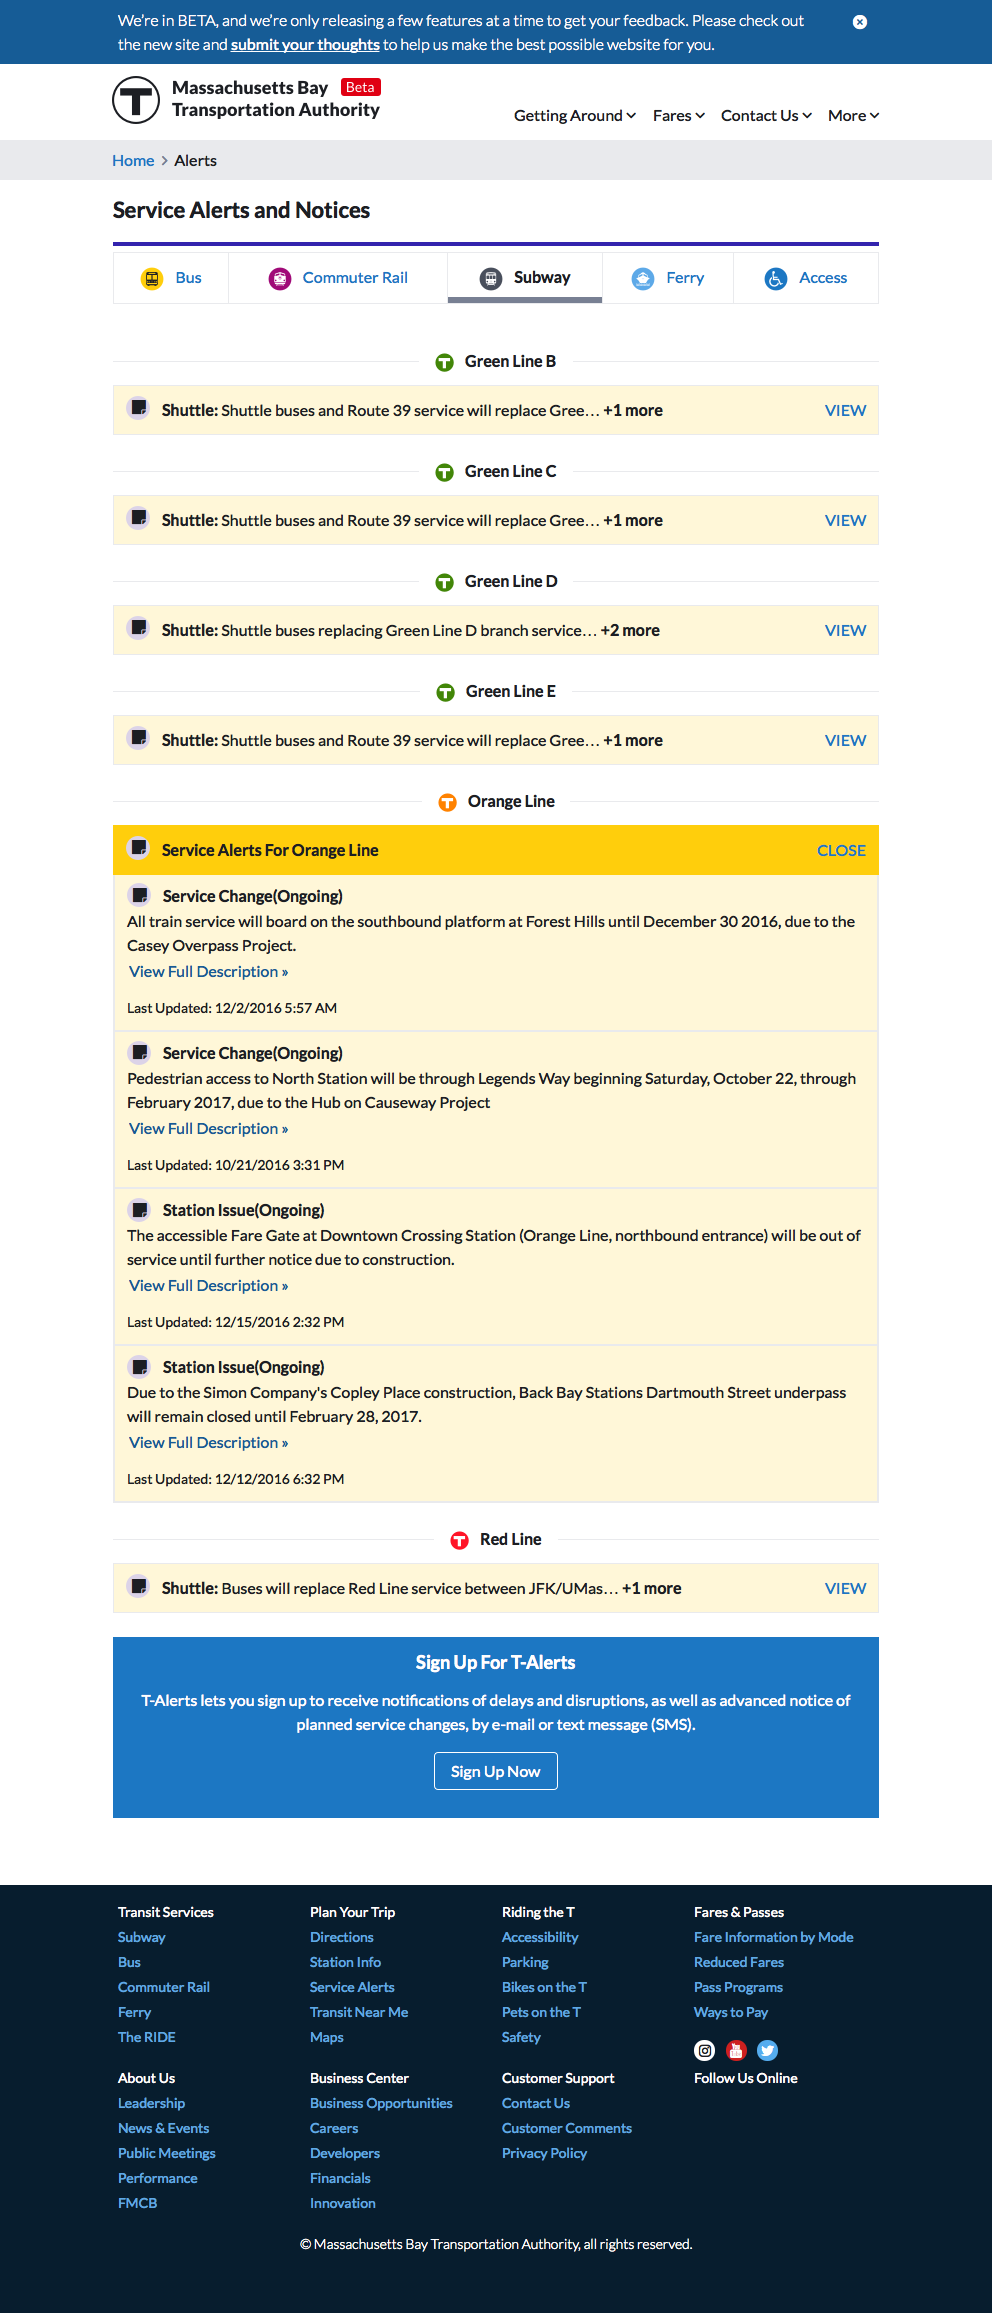 We're in BETA, and we're only releasing a few features at a time to get your feedback. Please check out
the new site and submit your thoughts to help us make the best possible website for you.
Massachusetts Bay Beta
Transportation Authority
Getting Around Fares Contact Us More
Home > Alerts
Service Alerts and Notices
Bus Commuter Rail Subway Ferry Access
Green Line B
Shuttle: Shuttle buses and Route 39 service will replace Gree… +1 more VIEW
Green Line C
Shuttle: Shuttle buses and Route 39 service will replace Gree… +1 more VIEW
Green Line D
Shuttle: Shuttle buses replacing Green Line D branch service… +2 more VIEW
Green Line E
Shuttle: Shuttle buses and Route 39 service will replace Gree… +1 more VIEW
Orange Line
Service Alerts For Orange Line CLOSE
Service Change(Ongoing)
All train service will board on the southbound platform at Forest Hills until December 30 2016, due to the
Casey Overpass Project.
View Full Description »
Last Updated: 12/2/2016 5:57 AM
Service Change(Ongoing)
Pedestrian access to North Station will be through Legends Way beginning Saturday, October 22, through
February 2017, due to the Hub on Causeway Project
View Full Description »
Last Updated: 10/21/2016 3:31 PM
Station Issue(Ongoing)
The accessible Fare Gate at Downtown Crossing Station (Orange Line, northbound entrance) will be out of
service until further notice due to construction.
View Full Description »
Last Updated: 12/15/2016 2:32 PM
Station Issue(Ongoing)
Due to the Simon Company's Copley Place construction, Back Bay Stations Dartmouth Street underpass
will remain closed until February 28, 2017.
View Full Description »
Last Updated: 12/12/2016 6:32 PM
Red Line
Shuttle: Buses will replace Red Line service between JFK/UMas… +1 more VIEW
Sign Up For T-Alerts
T-Alerts lets you sign up to receive notifications of delays and disruptions, as well as advanced notice of
planned service changes, by e-mail or text message (SMS).
Sign Up Now
Transit Services
Subway
Bus
Commuter Rail
Ferry
The RIDE
Plan Your Trip
Directions
Station Info
Service Alerts
Transit Near Me
Maps
Riding the T
Accessibility
Parking
Bikes on the T
Pets on the T
Safety
Fares & Passes
Fare Information by Mode
Reduced Fares
Pass Programs
Ways to Pay
About Us
Leadership
News & Events
Public Meetings
Performance
FMCB
Business Center
Business Opportunities
Careers
Developers
Financials
Innovation
Customer Support
Contact Us
Customer Comments
Privacy Policy
Follow Us Online
© Massachusetts Bay Transportation Authority, all rights reserved.